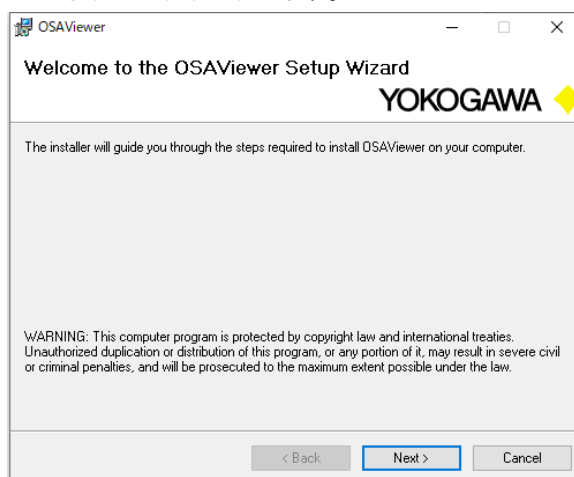 OSAViewer
Welcome to the OSAViewer Setup Wizard
YOKOGAWA
The installer will guide you through the steps required to install OSAViewer on your computer.
WARNING: This computer program is protected by copyright law and international treaties.
Unauthorized duplication or distribution of this program, or any portion of it, may result in severe civil
or criminal penalties, and will be prosecuted to the maximum extent possible under the law.
< Back
Next >
Cancel